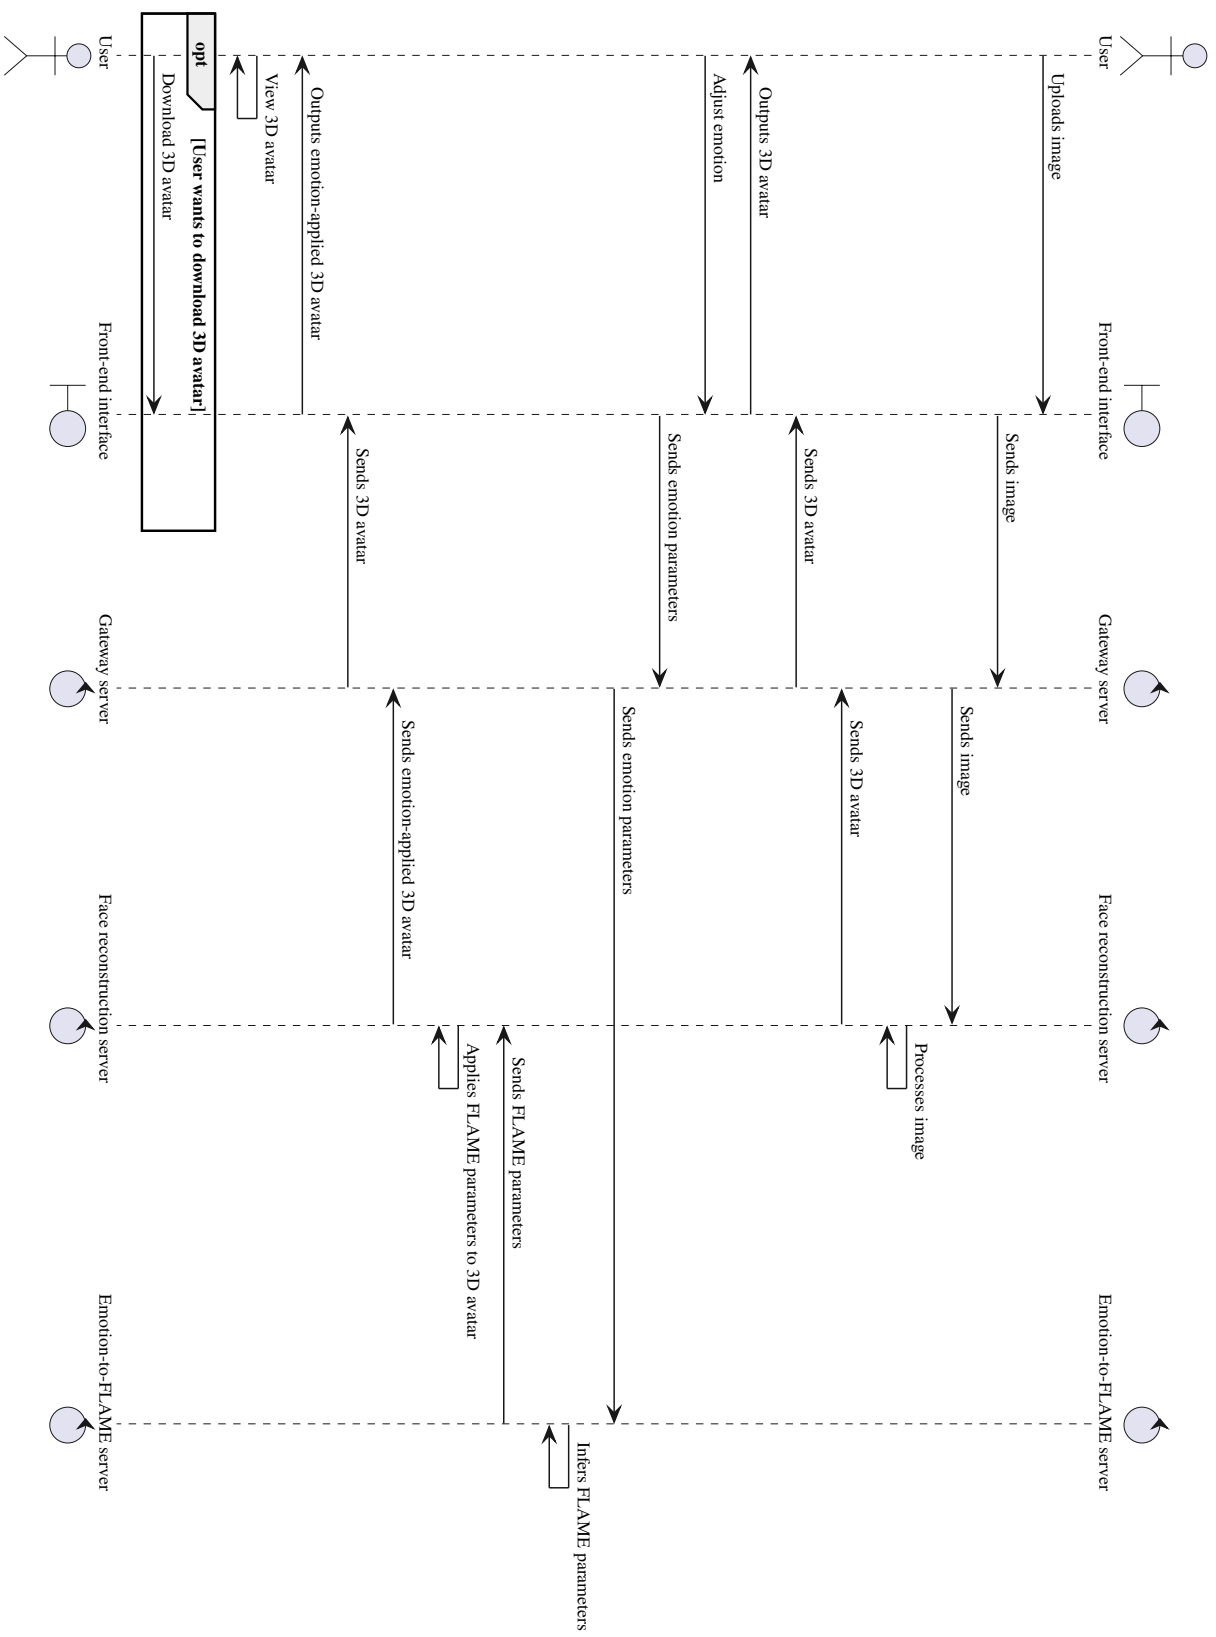 User
Front-end interface
Gateway server
Face reconstruction server
Emotion-to-FLAME server
Uploads image
Sends image
Sends image
Processes image
Sends 3D avatar
Sends 3D avatar
Outputs 3D avatar
Adjust emotion
Sends emotion parameters
Sends emotion parameters
Infers FLAME parameters
Sends FLAME parameters
Applies FLAME parameters to 3D avatar
Sends emotion-applied 3D avatar
Sends 3D avatar
Outputs emotion-applied 3D avatar
View 3D avatar
opt
[User wants to download 3D avatar]
Download 3D avatar
User
Front-end interface
Gateway server
Face reconstruction server
Emotion-to-FLAME server